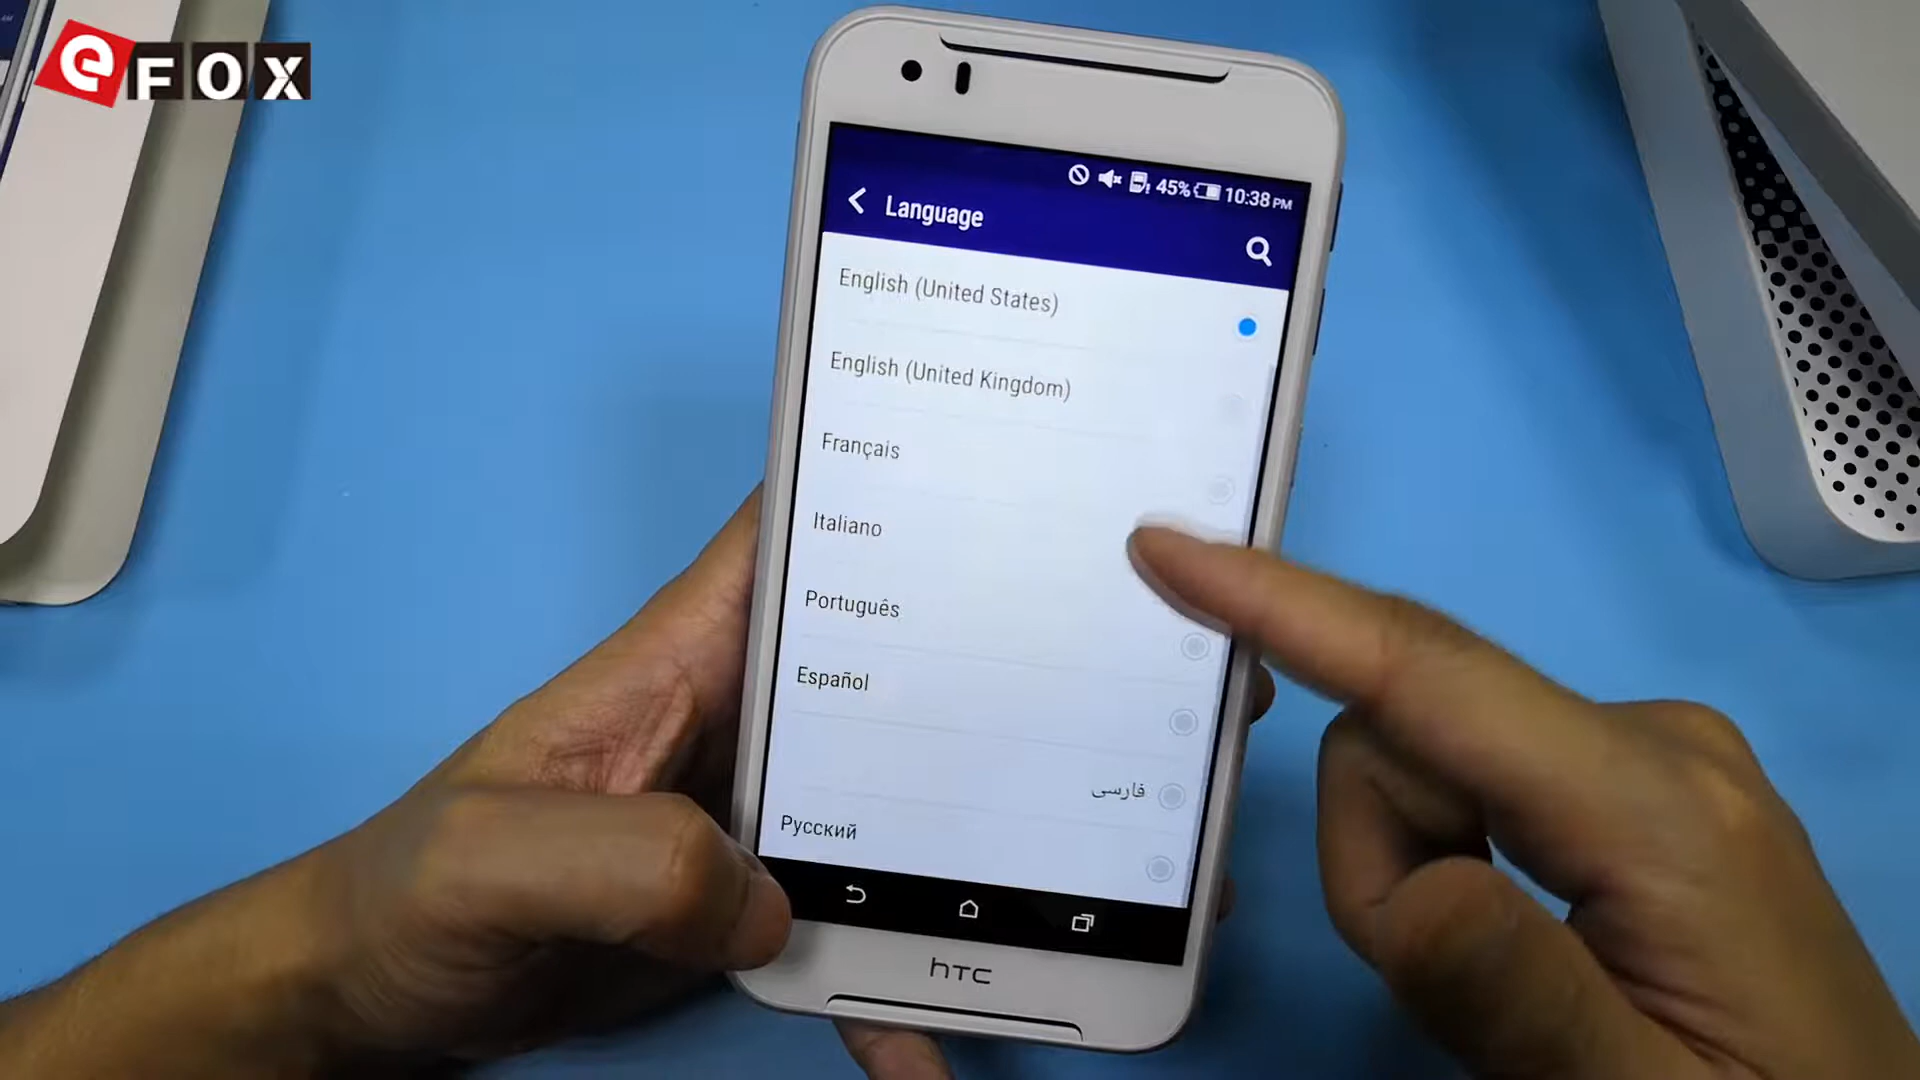 eFOX
45% 10:38 PM
Language
English (United States)
English (United Kingdom)
Français
Italiano
Português
Español
فارسی
Русский
hTC